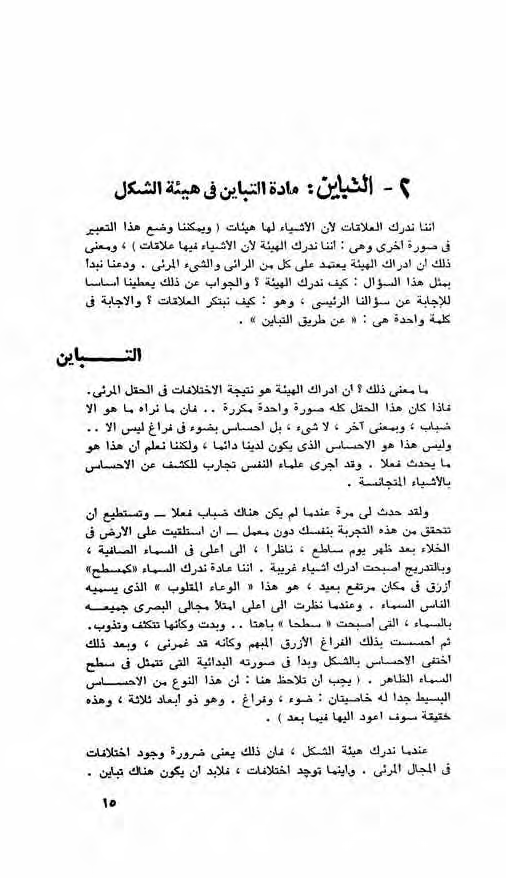 ٢ - التباين : مادة التباين فى هيئة الشكل
اننا ندرك العلاقات لأن الأشياء لها هيئات ( ويمكننا وضع هذا التعبير
فى صورة اخرى وهى : اننا ندرك الهيئة لأن الأشياء فيها علاقات ) ، ومعنى
ذلك ان ادراك الهيئة يعتمد على كل من الرائى والشىء المرئى . ودعنا نبدا
بمثل هذا السؤال : كيف ندرك الهيئة ؟ والجواب عن ذلك يعطينا اساسا
للاجابة عن سؤالنا الرئيسى ، وهو : كيف نبتكر العلاقات ؟ والاجابة فى
كلمة واحدة هى : « عن طريق التباين » .
التـــــباين
ما معنى ذلك ؟ ان ادراك الهيئة هو نتيجة الاختلافات فى الحقل المرئى.
فاذا كان هذا الحقل كله صورة واحدة مكررة .. فان ما نراه ما هو الا
ضباب ، وبمعنى آخر ، لا شىء ، بل احساس بضوء فى فراغ ليس الا ..
وليس هذا هو الاحساس الذى يكون لدينا دائما ، ولكننا نعلم ان هذا هو
ما يحدث فعلا . وقد اجرى علماء النفس تجارب للكشف عن الاحساس
بالأشياء المتجانسة .
ولقد حدث لى مرة عندما لم يكن هناك ضباب فعلا — وتستطيع ان
تتحقق من هذه التجربة بنفسك دون معمل — ان استلقيت على الأرض فى
الخلاء بعد ظهر يوم ساطع ، ناظرا ، الى اعلى فى السماء الصافية ،
وبالتدريج اصبحت ادرك اشياء غريبة . اننا عادة ندرك السماء «كمسطح»
أزرق فى مكان مرتفع بعيد ، هو هذا « الوعاء المقلوب » الذى يسميه
الناس السماء . وعندما نظرت الى اعلى امتلأ مجالى البصرى جميعـه
بالسماء ، التى اصبحت « سطحا » باهتا .. وبدت وكأنها تتكثف وتذوب.
ثم احسست بذلك الفراغ الأزرق المبهم وكأنه قد غمرنى ، وبعد ذلك
اختفى الاحساس بالشكل وبدا فى صورته البدائية التى تتمثل فى سطح
السماء الظاهر . ( يجب ان تلاحظ هنا : ان هذا النوع من الاحســـاس
البسيط جدا له خاصيتان : ضوء ، وفراغ . وهو ذو ابعاد ثلاثة ، وهذه
حقيقة سوف اعود اليها فيما بعد ) .
عندما ندرك هيئة الشكل ، فان ذلك يعنى ضرورة وجود اختلافات
فى المجال المرئى . واينما توجد اختلافات ، فلابد ان يكون هناك تباين .
١٥